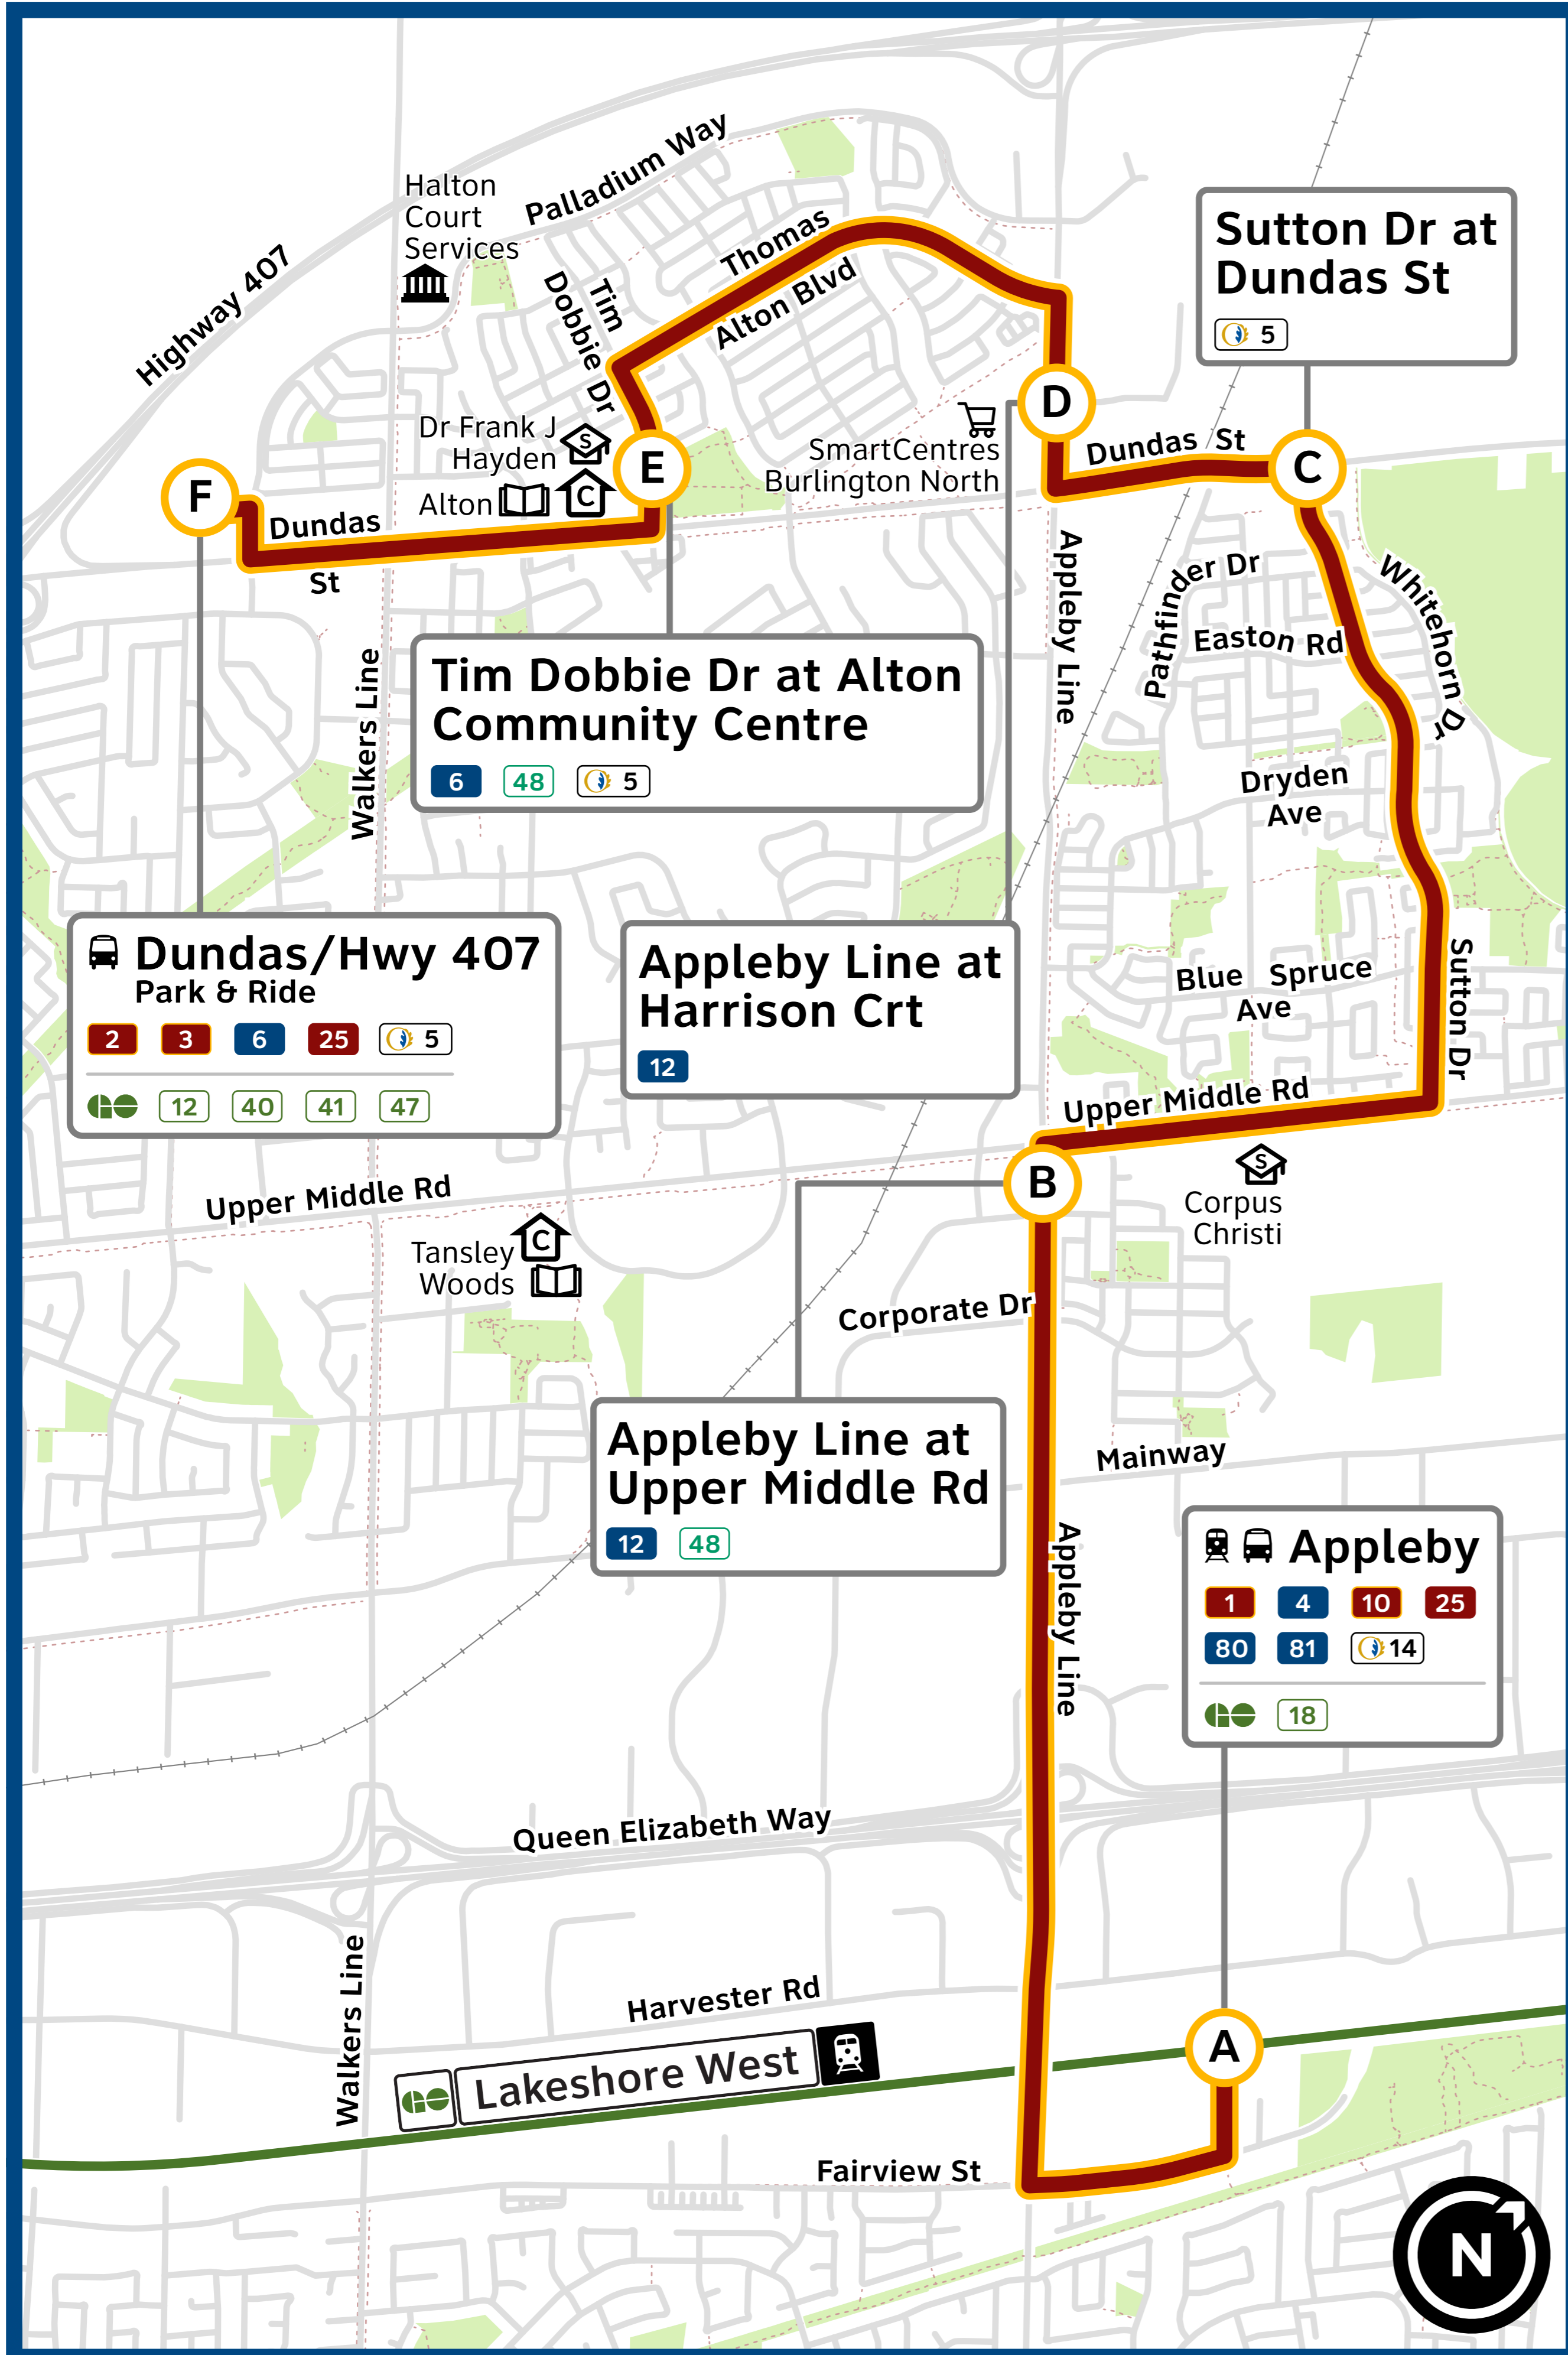 Palladium Way
Halton
Court
Services
Highway 407
Thomas
Alton Blvd
Tim
Dobbie Dr
Sutton Dr at
Dundas St
5
Dr Frank J
Hayden
S
Alton
C
SmartCentres
Burlington North
D
Dundas St
C
E
F
Dundas
St
Appleby Line
Pathfinder Dr
Whitehorn Dr
Easton Rd
Walkers Line
Tim Dobbie Dr at Alton
Community Centre
6 48 5
Dryden
Ave
Dundas/Hwy 407
Park & Ride
2 3 6 25 5
GO 12 40 41 47
Appleby Line at
Harrison Crt
12
Blue Spruce
Ave
Sutton Dr
Upper Middle Rd
B
S
Corpus
Christi
Upper Middle Rd
Tansley
Woods
C
Corporate Dr
Appleby Line at
Upper Middle Rd
12 48
Mainway
Appleby Line
Appleby
1 4 10 25
80 81 14
GO 18
Queen Elizabeth Way
Walkers Line
Harvester Rd
GO Lakeshore West
A
Fairview St
N